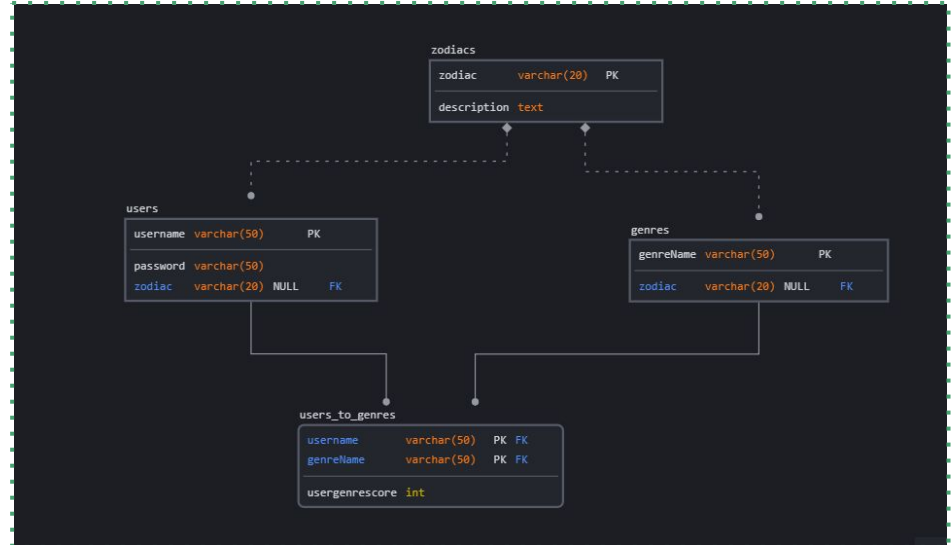 zodiacs
zodiac varchar(20) PK
description text
users
username varchar(50) PK
password varchar(50)
zodiac varchar(20) NULL FK
genres
genreName varchar(50) PK
zodiac varchar(20) NULL FK
users_to_genres
username varchar(50) PK FK
genreName varchar(50) PK FK
usergenrescore int